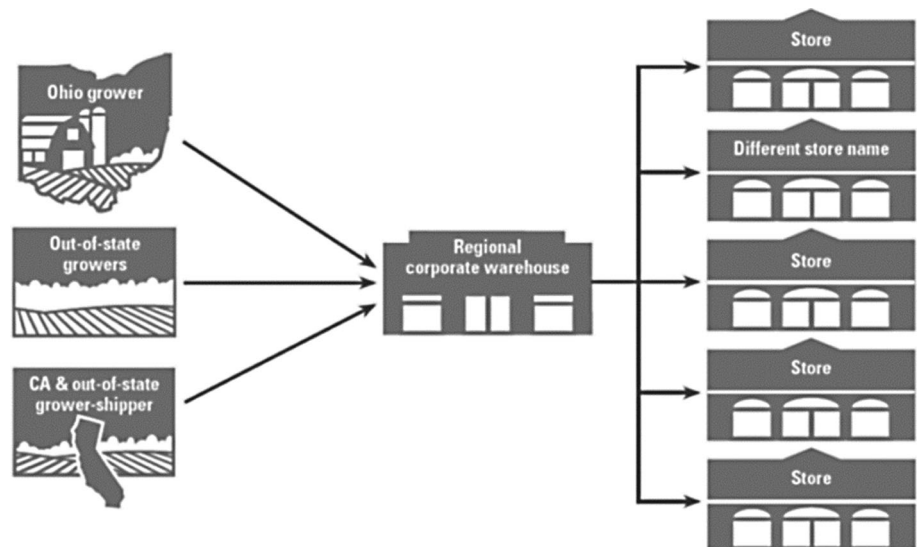 Ohio grower
Out-of-state
growers
CA & out-of-state
grower-shipper
Regional
corporate warehouse
Store
Different store name
Store
Store
Store